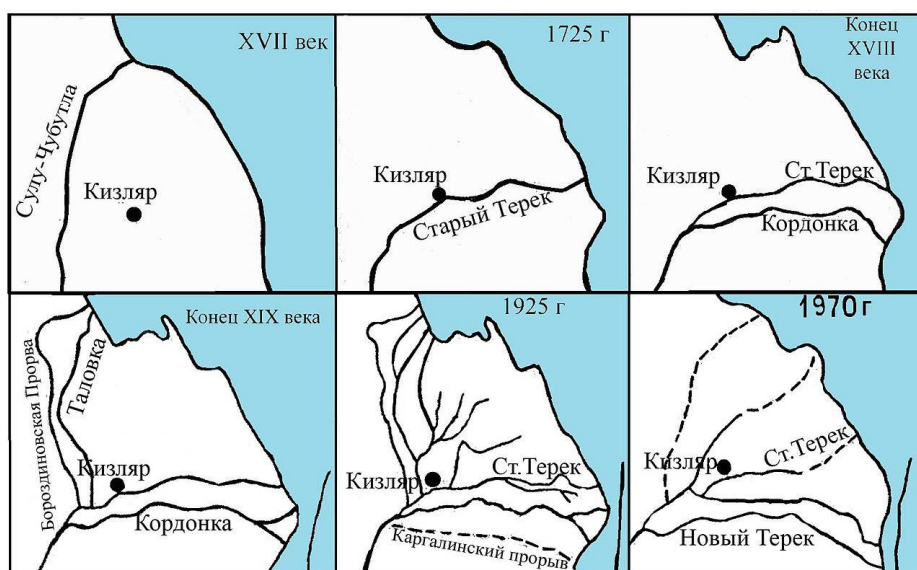 XVII век
Сулу-Чубутла
Кизляр
1725 г
Кизляр
Старый Терек
Конец
XVIII
века
Кизляр
Ст.Терек
Кордонка
Конец XIX века
Бороздиновская Прорва
Таловка
Кизляр
Кордонка
1925 г
Кизляр
Ст.Терек
Каргалинский прорыв
1970 г
Кизляр
Ст.Терек
Новый Терек